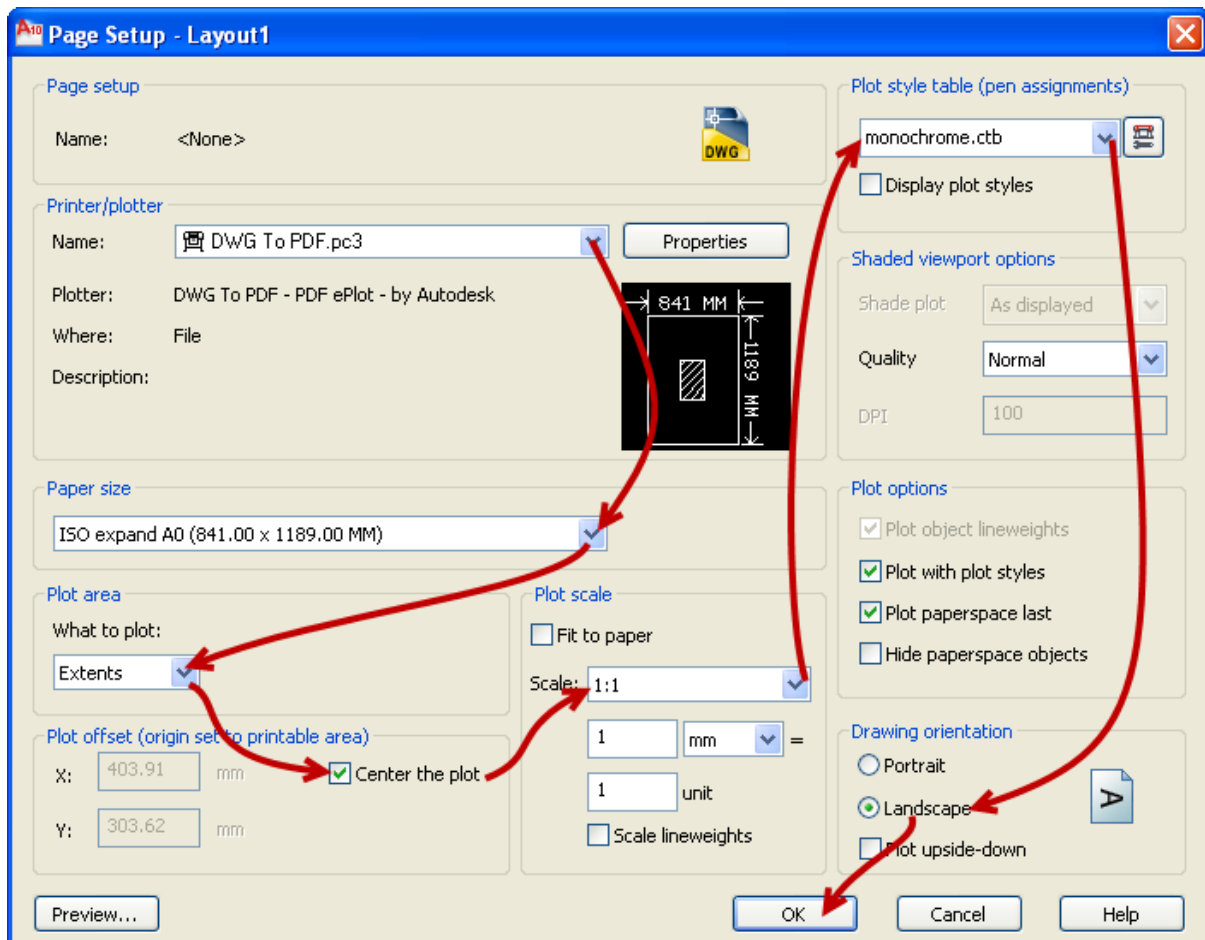 A10 Page Setup - Layout1
Page setup
Name: <None>
DWG
Printer/plotter
Name: DWG To PDF.pc3 Properties
Plotter: DWG To PDF - PDF ePlot - by Autodesk
Where: File
Description:
841 MM
1189 MM
Paper size
ISO expand A0 (841.00 x 1189.00 MM)
Plot area
What to plot:
Extents
Plot offset (origin set to printable area)
X: 403.91 mm
Center the plot
Y: 303.62 mm
Plot scale
Fit to paper
Scale: 1:1
1 mm =
1 unit
Scale lineweights
Plot style table (pen assignments)
monochrome.ctb
Display plot styles
Shaded viewport options
Shade plot As displayed
Quality Normal
DPI 100
Plot options
Plot object lineweights
Plot with plot styles
Plot paperspace last
Hide paperspace objects
Drawing orientation
Portrait
Landscape
A
Plot upside-down
Preview... OK Cancel Help